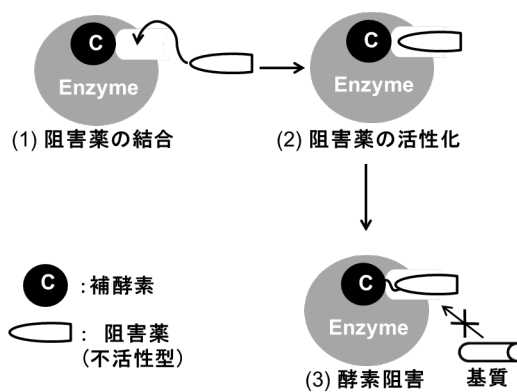 C
Enzyme
(1) 阻害薬の結合
C
Enzyme
(2) 阻害薬の活性化
C
:補酵素
: 阻害薬
(不活性型)
C
Enzyme
(3) 酵素阻害
基質